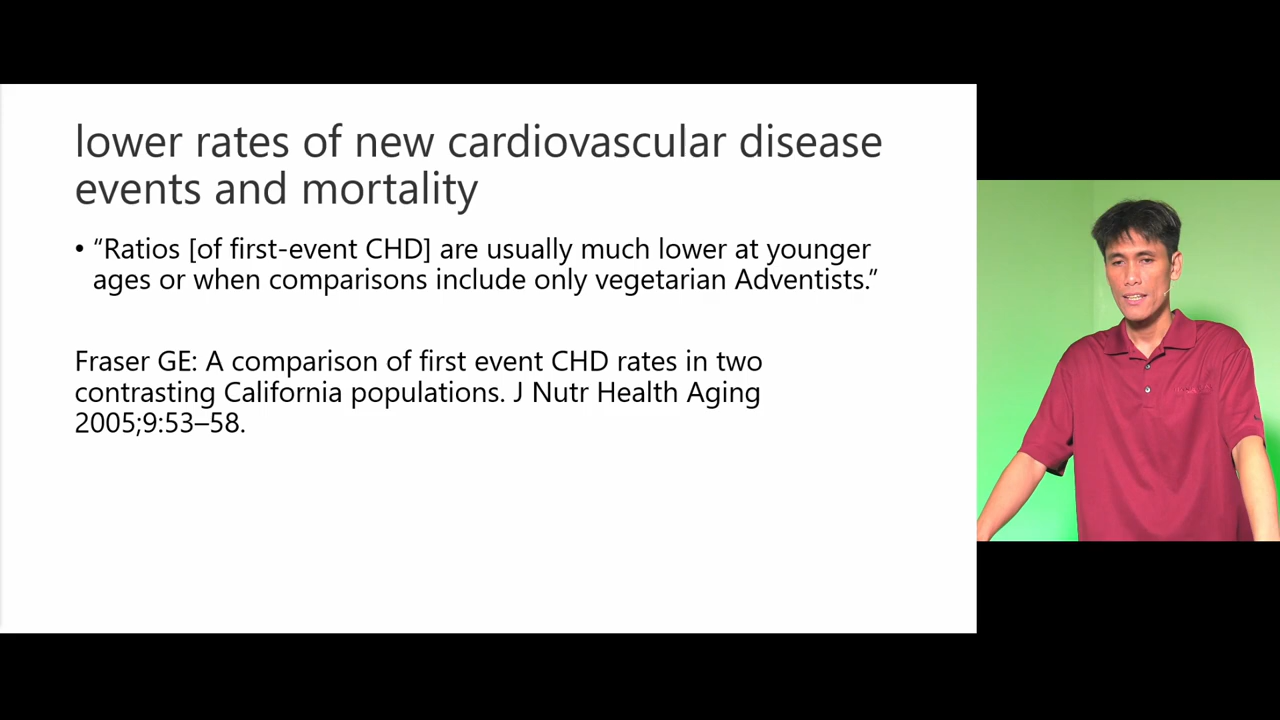 lower rates of new cardiovascular disease
events and mortality
• “Ratios [of first-event CHD] are usually much lower at younger
ages or when comparisons include only vegetarian Adventists.”
Fraser GE: A comparison of first event CHD rates in two
contrasting California populations. J Nutr Health Aging
2005;9:53–58.